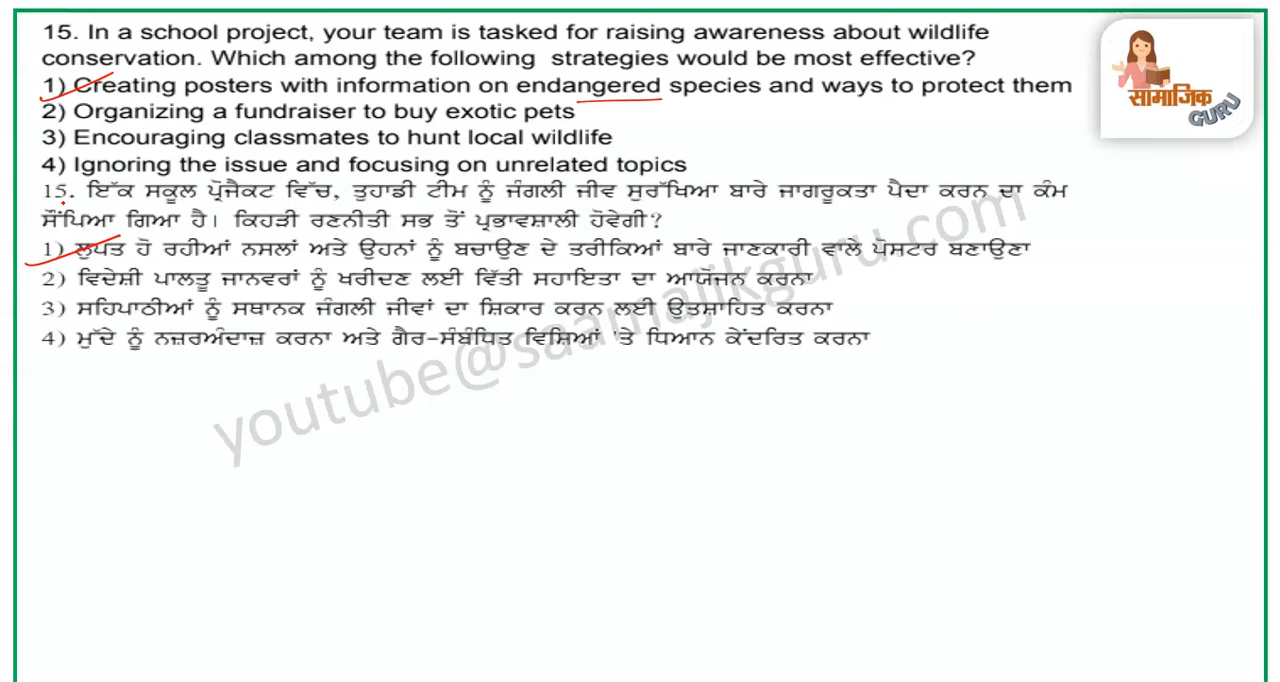 15. In a school project, your team is tasked for raising awareness about wildlife
conservation. Which among the following strategies would be most effective?
1) Creating posters with information on endangered species and ways to protect them
2) Organizing a fundraiser to buy exotic pets
3) Encouraging classmates to hunt local wildlife
4) Ignoring the issue and focusing on unrelated topics
15. ਇੱਕ ਸਕੂਲ ਪ੍ਰੋਜੈਕਟ ਵਿੱਚ, ਤੁਹਾਡੀ ਟੀਮ ਨੂੰ ਜੰਗਲੀ ਜੀਵ ਸੁਰੱਖਿਆ ਬਾਰੇ ਜਾਗਰੂਕਤਾ ਪੈਦਾ ਕਰਨ ਦਾ ਕੰਮ
ਸੌਂਪਿਆ ਗਿਆ ਹੈ। ਕਿਹੜੀ ਰਣਨੀਤੀ ਸਭ ਤੋਂ ਪ੍ਰਭਾਵਸ਼ਾਲੀ ਹੋਵੇਗੀ?
1) ਲੁਪਤ ਹੋ ਰਹੀਆਂ ਨਸਲਾਂ ਅਤੇ ਉਹਨਾਂ ਨੂੰ ਬਚਾਉਣ ਦੇ ਤਰੀਕਿਆਂ ਬਾਰੇ ਜਾਣਕਾਰੀ ਵਾਲੇ ਪੋਸਟਰ ਬਣਾਉਣਾ
2) ਵਿਦੇਸ਼ੀ ਪਾਲਤੂ ਜਾਨਵਰਾਂ ਨੂੰ ਖਰੀਦਣ ਲਈ ਵਿੱਤੀ ਸਹਾਇਤਾ ਦਾ ਆਯੋਜਨ ਕਰਨਾ
3) ਸਹਿਪਾਠੀਆਂ ਨੂੰ ਸਥਾਨਕ ਜੰਗਲੀ ਜੀਵਾਂ ਦਾ ਸ਼ਿਕਾਰ ਕਰਨ ਲਈ ਉਤਸ਼ਾਹਿਤ ਕਰਨਾ
4) ਮੁੱਦੇ ਨੂੰ ਨਜ਼ਰਅੰਦਾਜ਼ ਕਰਨਾ ਅਤੇ ਗੈਰ-ਸੰਬੰਧਿਤ ਵਿਸ਼ਿਆਂ 'ਤੇ ਧਿਆਨ ਕੇਂਦਰਿਤ ਕਰਨਾ
सामाजिक
GURU
youtube@saamajikguru.com